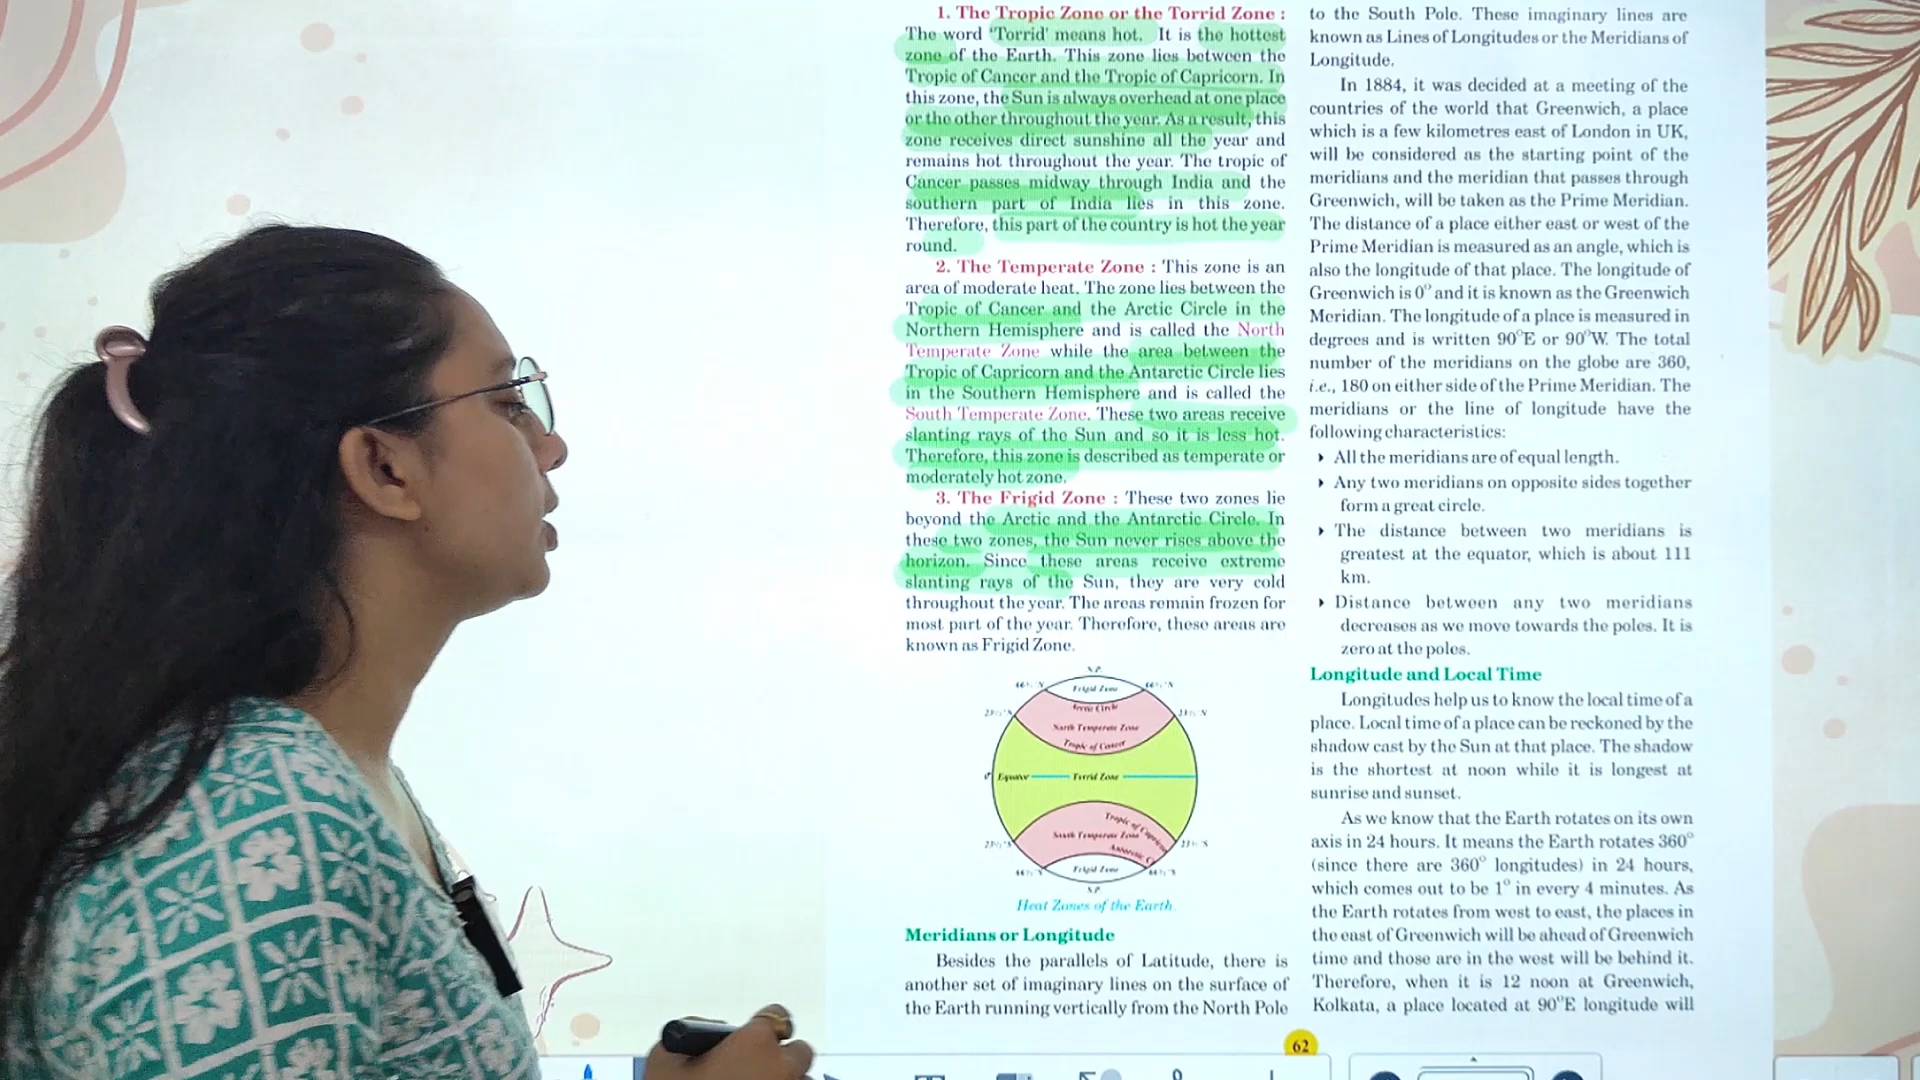 1. The Tropic Zone or the Torrid Zone :
The word 'Torrid' means hot. It is the hottest
zone of the Earth. This zone lies between the
Tropic of Cancer and the Tropic of Capricorn. In
this zone, the Sun is always overhead at one place
or the other throughout the year. As a result, this
zone receives direct sunshine all the year and
remains hot throughout the year. The tropic of
Cancer passes midway through India and the
southern part of India lies in this zone.
Therefore, this part of the country is hot the year
round.
2. The Temperate Zone : This zone is an
area of moderate heat. The zone lies between the
Tropic of Cancer and the Arctic Circle in the
Northern Hemisphere and is called the North
Temperate Zone while the area between the
Tropic of Capricorn and the Antarctic Circle lies
in the Southern Hemisphere and is called the
South Temperate Zone. These two areas receive
slanting rays of the Sun and so it is less hot.
Therefore, this zone is described as temperate or
moderately hot zone.
3. The Frigid Zone : These two zones lie
beyond the Arctic and the Antarctic Circle. In
these two zones, the Sun never rises above the
horizon. Since these areas receive extreme
slanting rays of the Sun, they are very cold
throughout the year. The areas remain frozen for
most part of the year. Therefore, these areas are
known as Frigid Zone.
N.P.
66½°N Frigid Zone 66½°N
Arctic Circle
23½°N 23½°N
North Temperate Zone
Tropic of Cancer
0° Equator Torrid Zone
Tropic of Capricorn
South Temperate Zone
23½°S 23½°S
Frigid Zone
S.P.
Heat Zones of the Earth.
Meridians or Longitude
Besides the parallels of Latitude, there is
another set of imaginary lines on the surface of
the Earth running vertically from the North Pole
to the South Pole. These imaginary lines are
known as Lines of Longitudes or the Meridians of
Longitude.
In 1884, it was decided at a meeting of the
countries of the world that Greenwich, a place
which is a few kilometres east of London in UK,
will be considered as the starting point of the
meridians and the meridian that passes through
Greenwich, will be taken as the Prime Meridian.
The distance of a place either east or west of the
Prime Meridian is measured as an angle, which is
also the longitude of that place. The longitude of
Greenwich is 0° and it is known as the Greenwich
Meridian. The longitude of a place is measured in
degrees and is written 90°E or 90°W. The total
number of the meridians on the globe are 360,
i.e., 180 on either side of the Prime Meridian. The
meridians or the line of longitude have the
following characteristics:
All the meridians are of equal length.
Any two meridians on opposite sides together
form a great circle.
The distance between two meridians is
greatest at the equator, which is about 111
km.
Distance between any two meridians
decreases as we move towards the poles. It is
zero at the poles.
Longitude and Local Time
Longitudes help us to know the local time of a
place. Local time of a place can be reckoned by the
shadow cast by the Sun at that place. The shadow
is the shortest at noon while it is longest at
sunrise and sunset.
As we know that the Earth rotates on its own
axis in 24 hours. It means the Earth rotates 360°
(since there are 360° longitudes) in 24 hours,
which comes out to be 1° in every 4 minutes. As
the Earth rotates from west to east, the places in
the east of Greenwich will be ahead of Greenwich
time and those are in the west will be behind it.
Therefore, when it is 12 noon at Greenwich,
Kolkata, a place located at 90°E longitude will
62